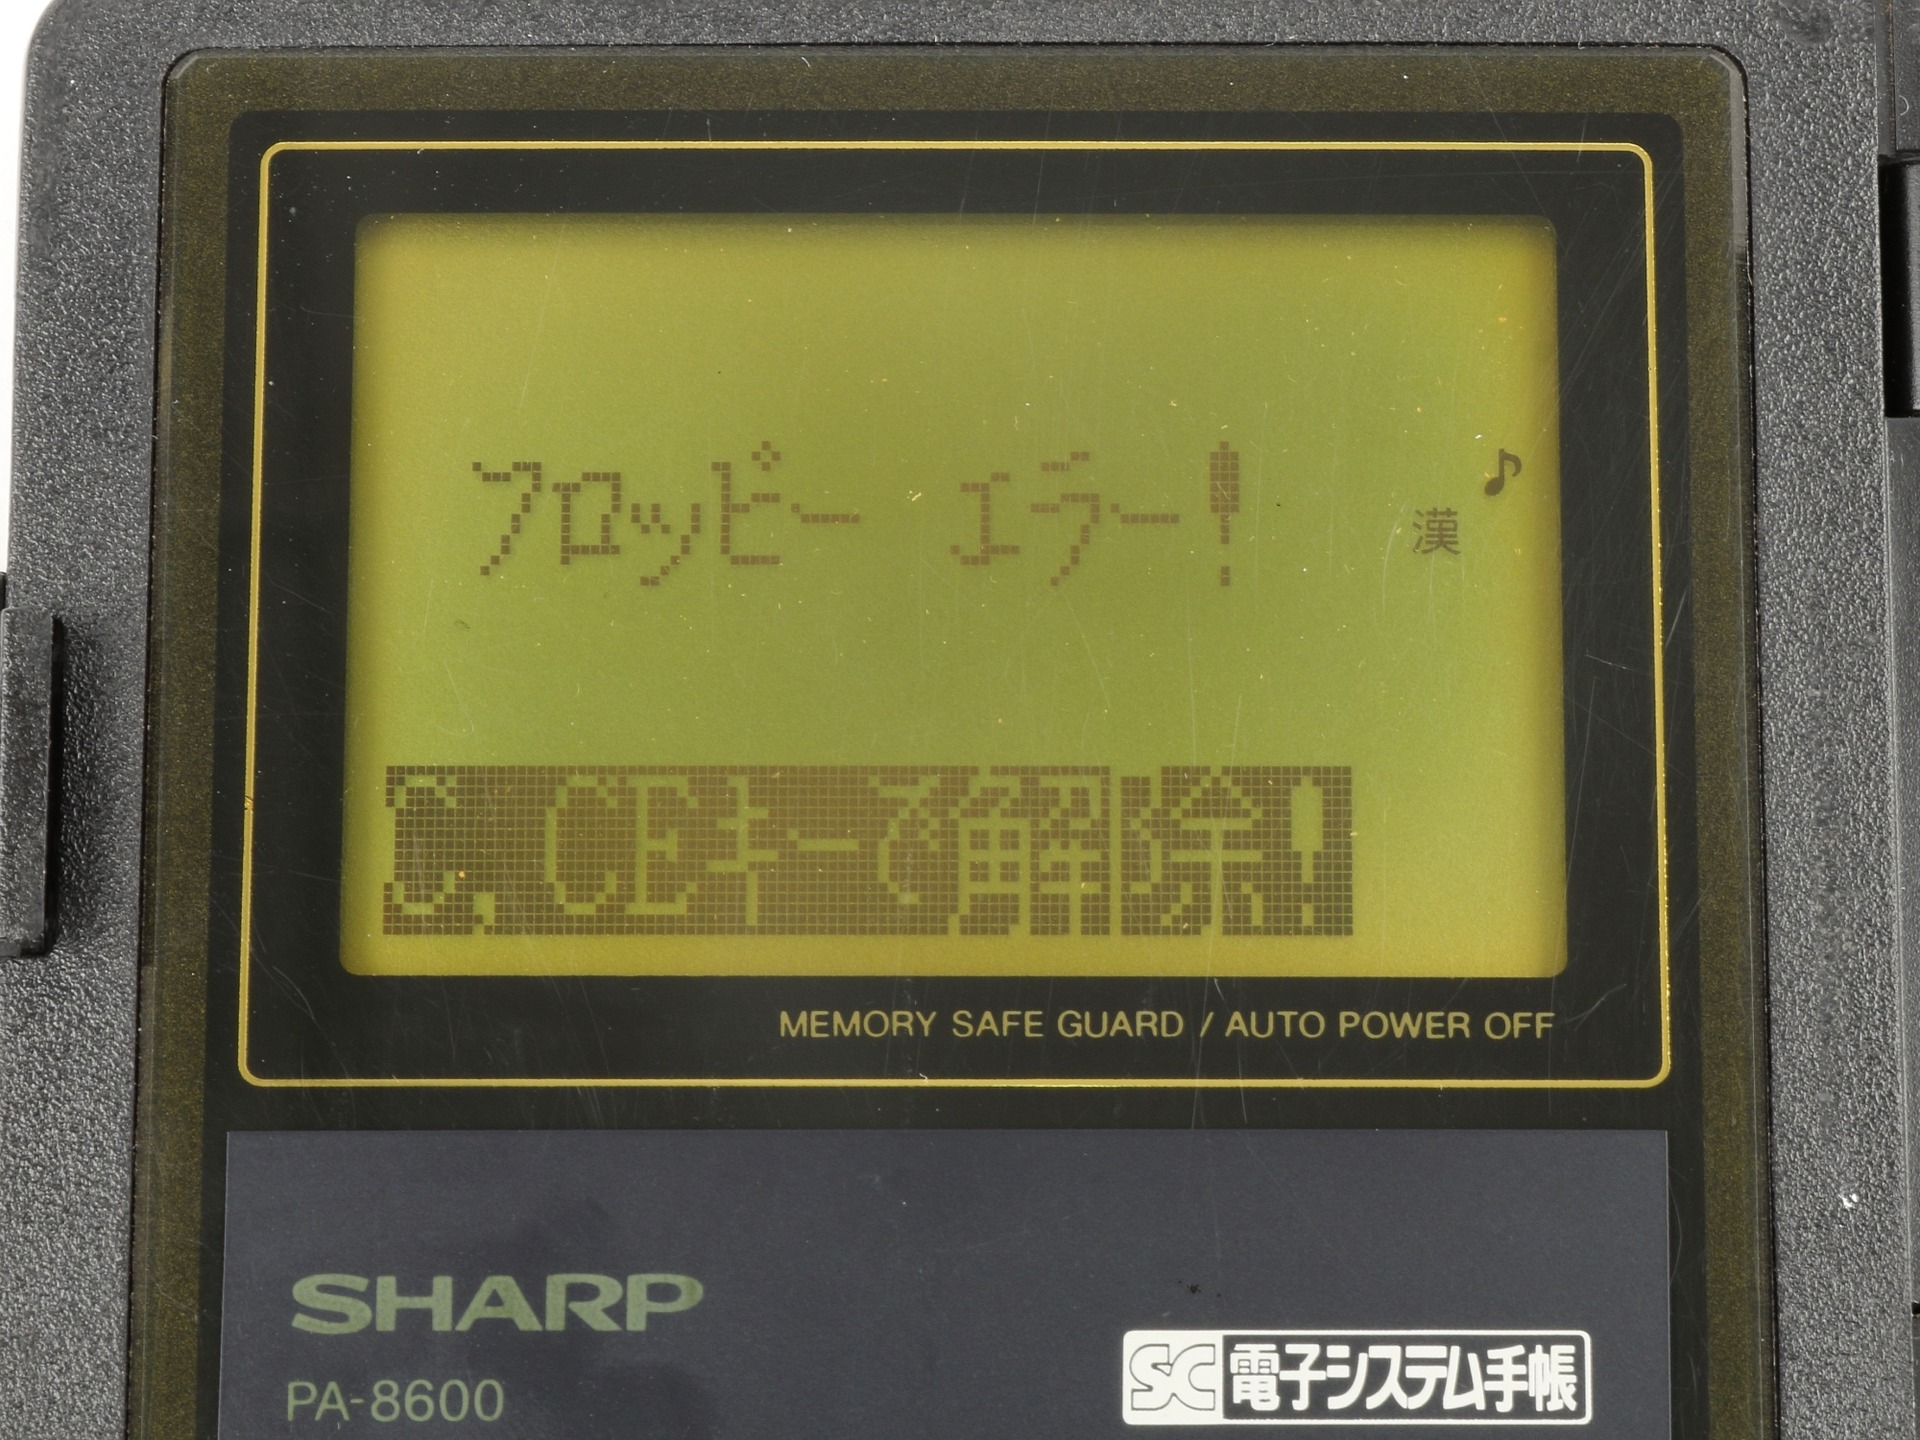 フロッピー エラー!
♪
漢
C,CEキーで解除!
MEMORY SAFE GUARD / AUTO POWER OFF
SHARP
PA-8600
SC 電子システム手帳